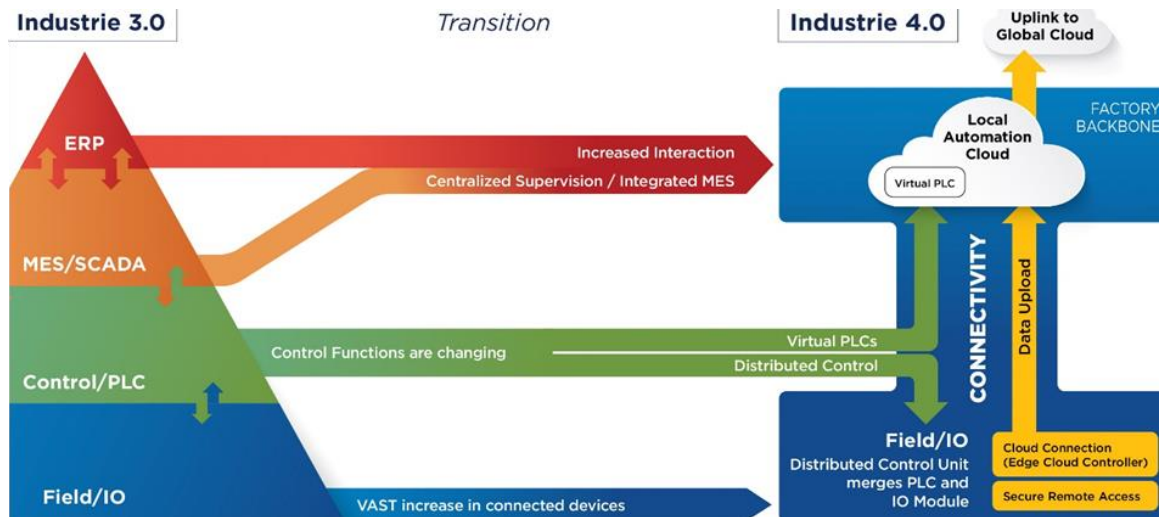 Industrie 3.0
Transition
Industrie 4.0
Uplink to
Global Cloud
FACTORY
BACKBONE
Local
Automation
Cloud
Virtual PLC
ERP
Increased Interaction
Centralized Supervision / Integrated MES
MES/SCADA
CONNECTIVITY
Data Upload
Control Functions are changing
Virtual PLCs
Distributed Control
Control/PLC
Field/IO
Distributed Control Unit
merges PLC and
IO Module
Cloud Connection
(Edge Cloud Controller)
Secure Remote Access
Field/IO
VAST increase in connected devices